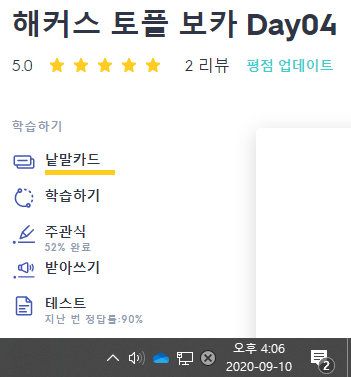 해커스 토플 보카 Day04
5.0 2 리뷰 평점 업데이트
학습하기
낱말카드
학습하기
주관식
52% 완료
받아쓰기
테스트
지난 번 정답률:90%
오후 4:06
2020-09-10
2